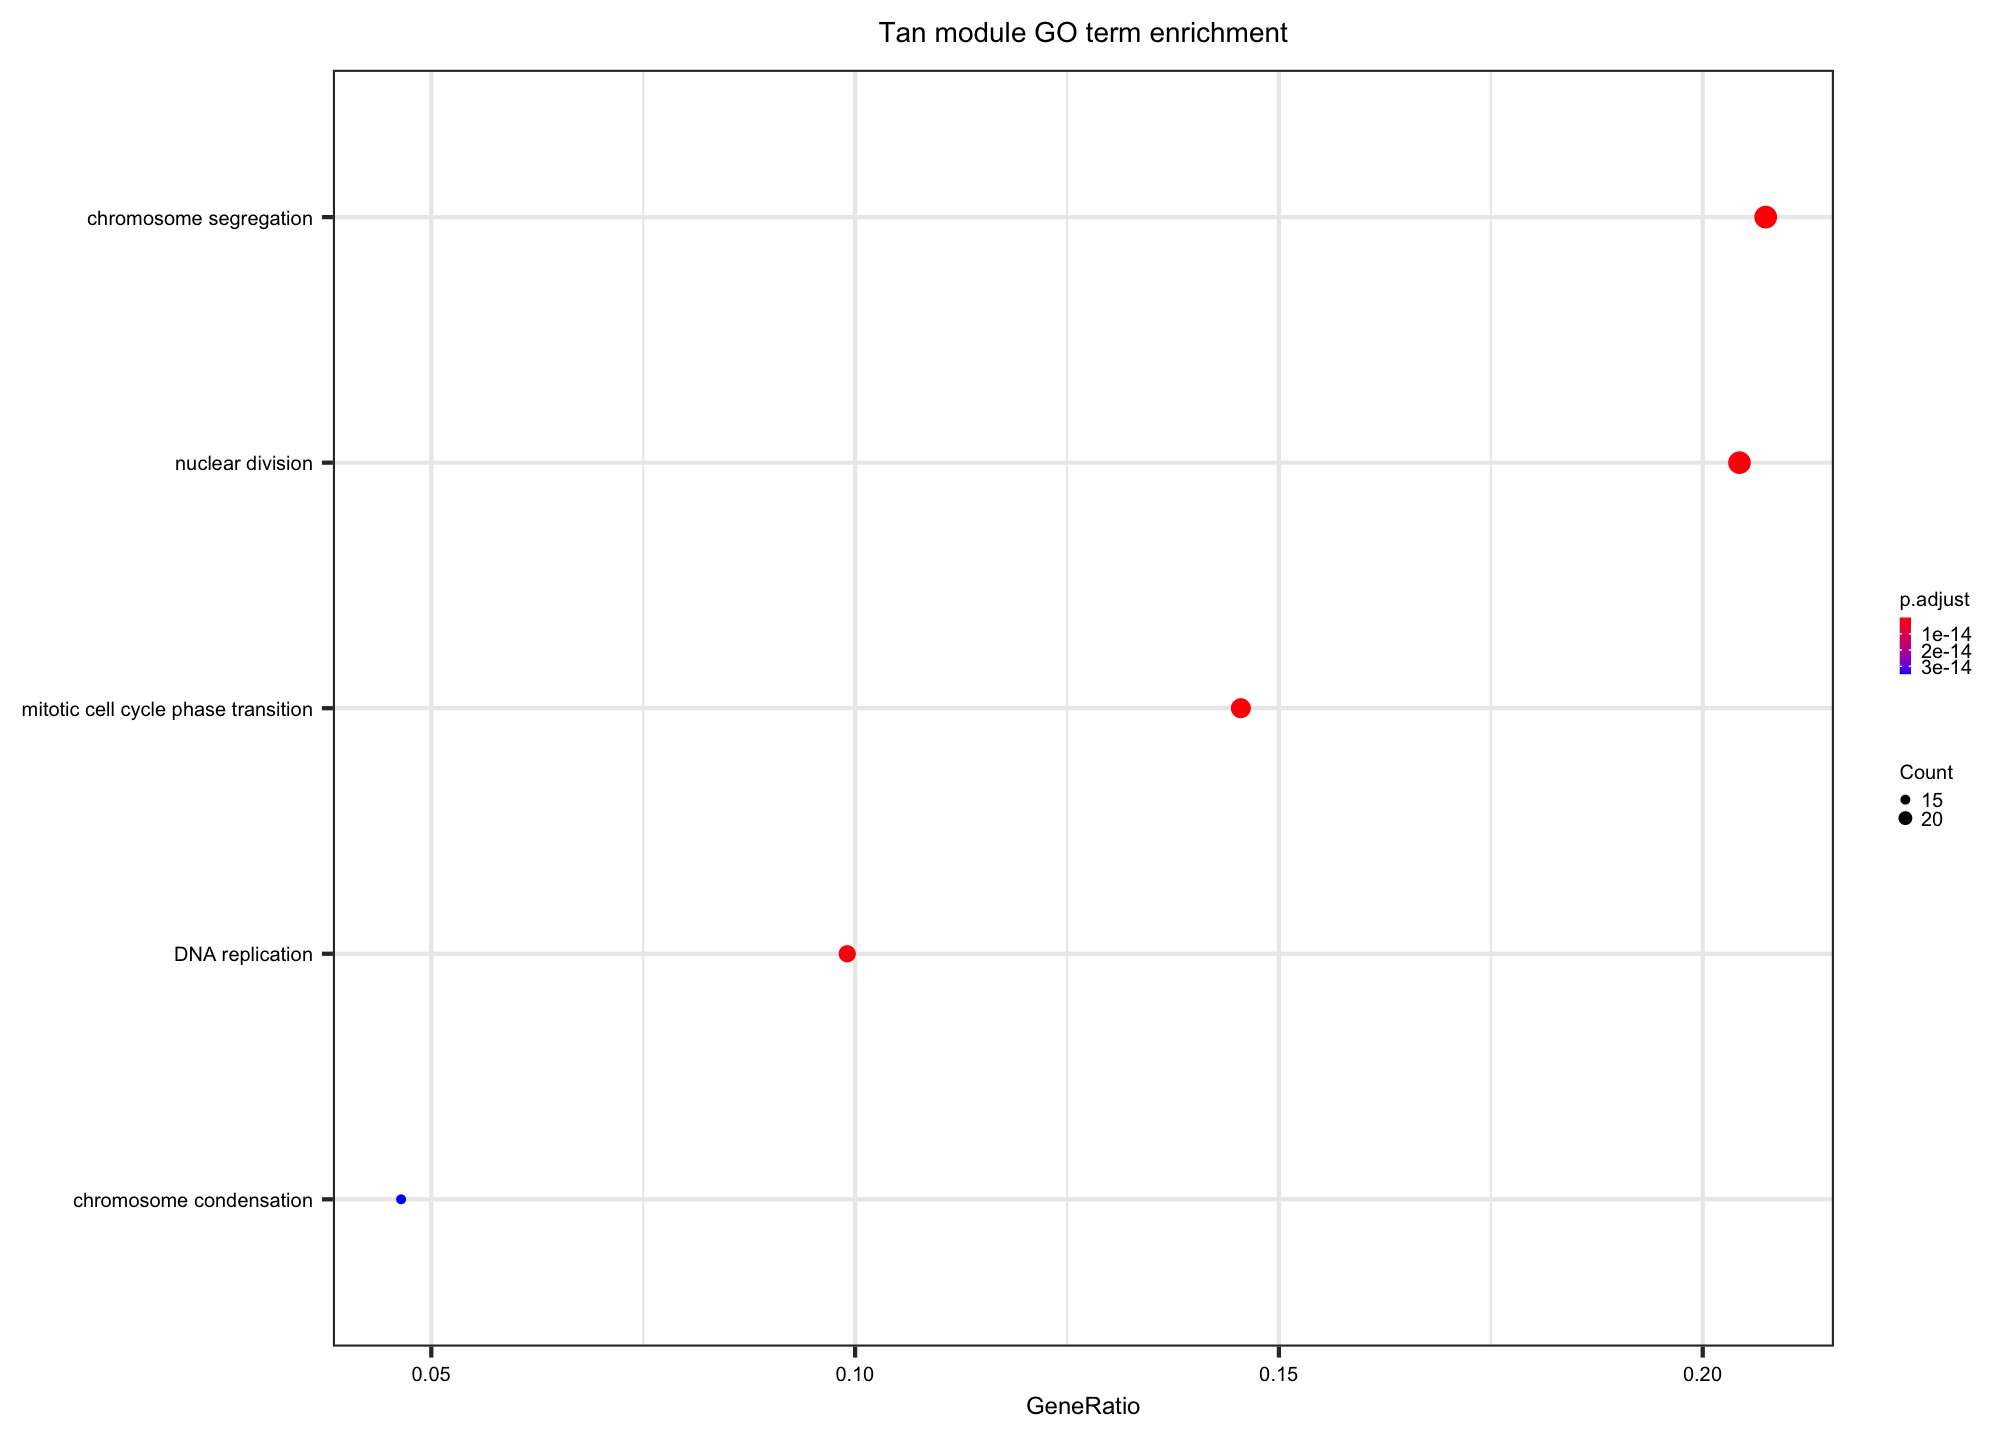 Tan module GO term enrichment
chromosome segregation
nuclear division
mitotic cell cycle phase transition
DNA replication
chromosome condensation
0.05
0.10
0.15
0.20
GeneRatio
p.adjust
1e-14
2e-14
3e-14
Count
15
20